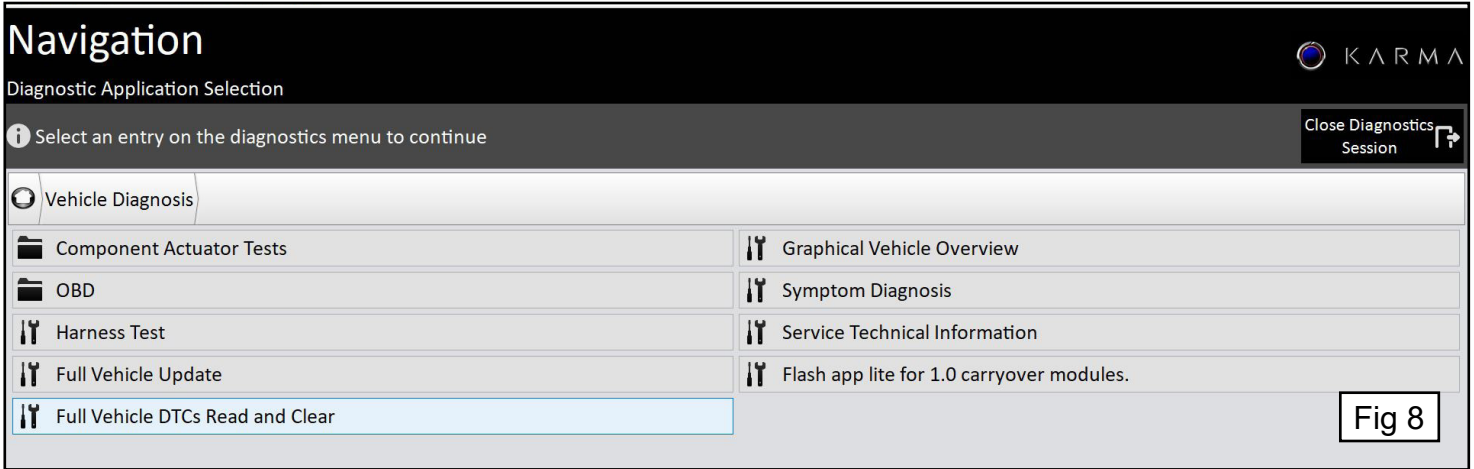 Navigation
KARMA
Diagnostic Application Selection
Select an entry on the diagnostics menu to continue
Close Diagnostics
Session
Vehicle Diagnosis
Component Actuator Tests
OBD
Harness Test
Full Vehicle Update
Full Vehicle DTCs Read and Clear
Graphical Vehicle Overview
Symptom Diagnosis
Service Technical Information
Flash app lite for 1.0 carryover modules.
Fig 8